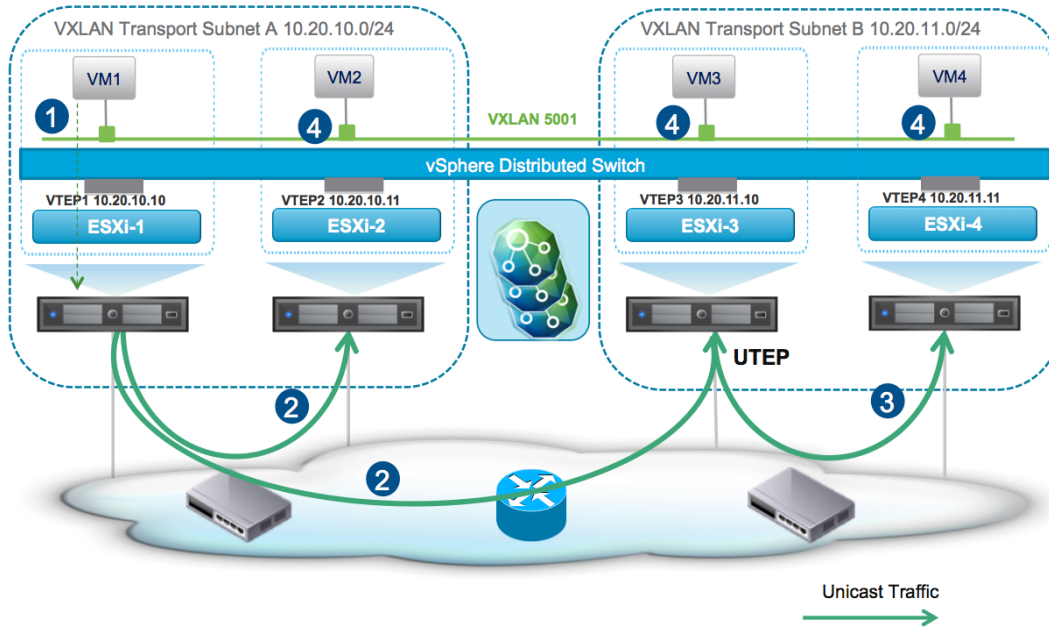 VXLAN Transport Subnet A 10.20.10.0/24
VXLAN Transport Subnet B 10.20.11.0/24
VM1
VM2
VM3
VM4
1
4
4
4
VXLAN 5001
vSphere Distributed Switch
VTEP1 10.20.10.10
VTEP2 10.20.10.11
VTEP3 10.20.11.10
VTEP4 10.20.11.11
ESXi-1
ESXi-2
ESXi-3
ESXi-4
UTEP
2
3
2
Unicast Traffic